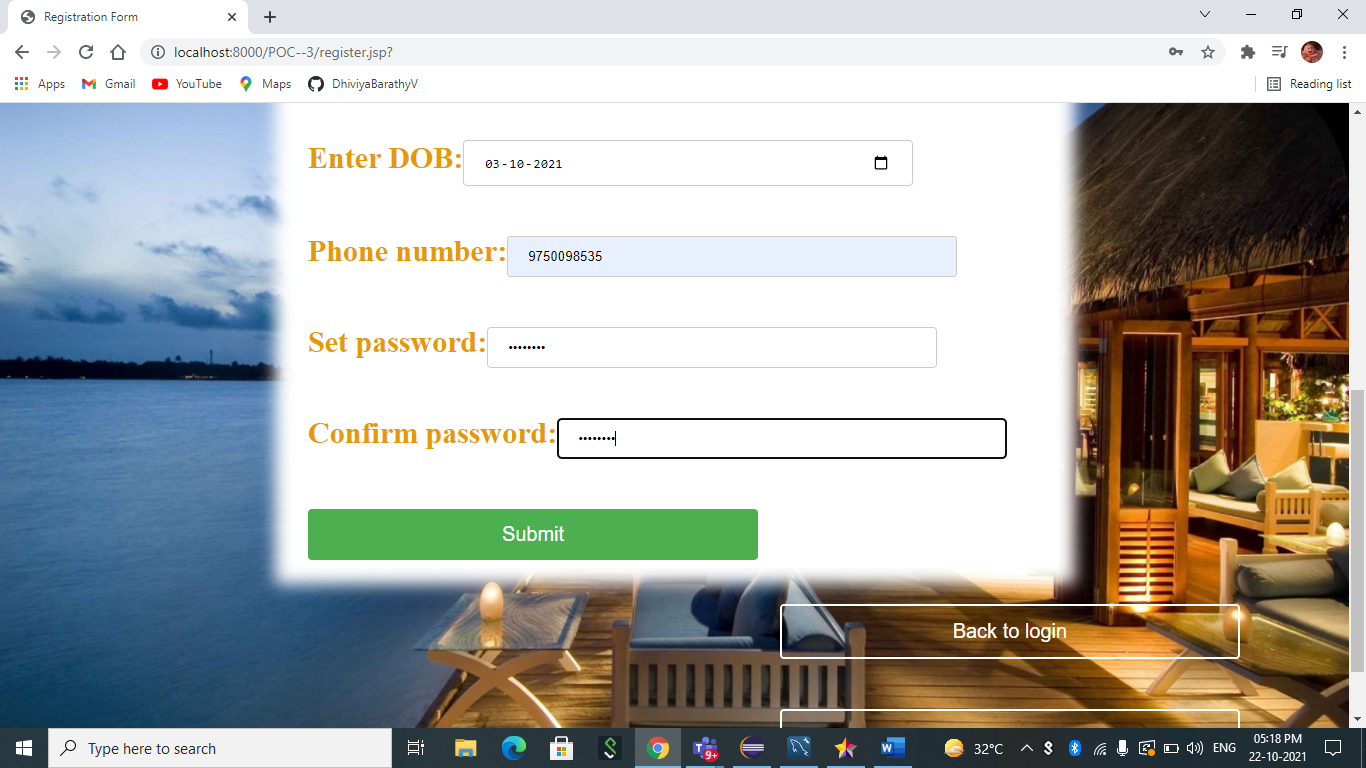 Registration Form
localhost:8000/POC--3/register.jsp?
Apps Gmail YouTube Maps DhiviyaBarathyV Reading list
Enter DOB: 03-10-2021
Phone number: 9750098535
Set password: ••••••••
Confirm password: ••••••••
Submit
Back to login
Type here to search 9+ 32°C ENG 05:18 PM
22-10-2021